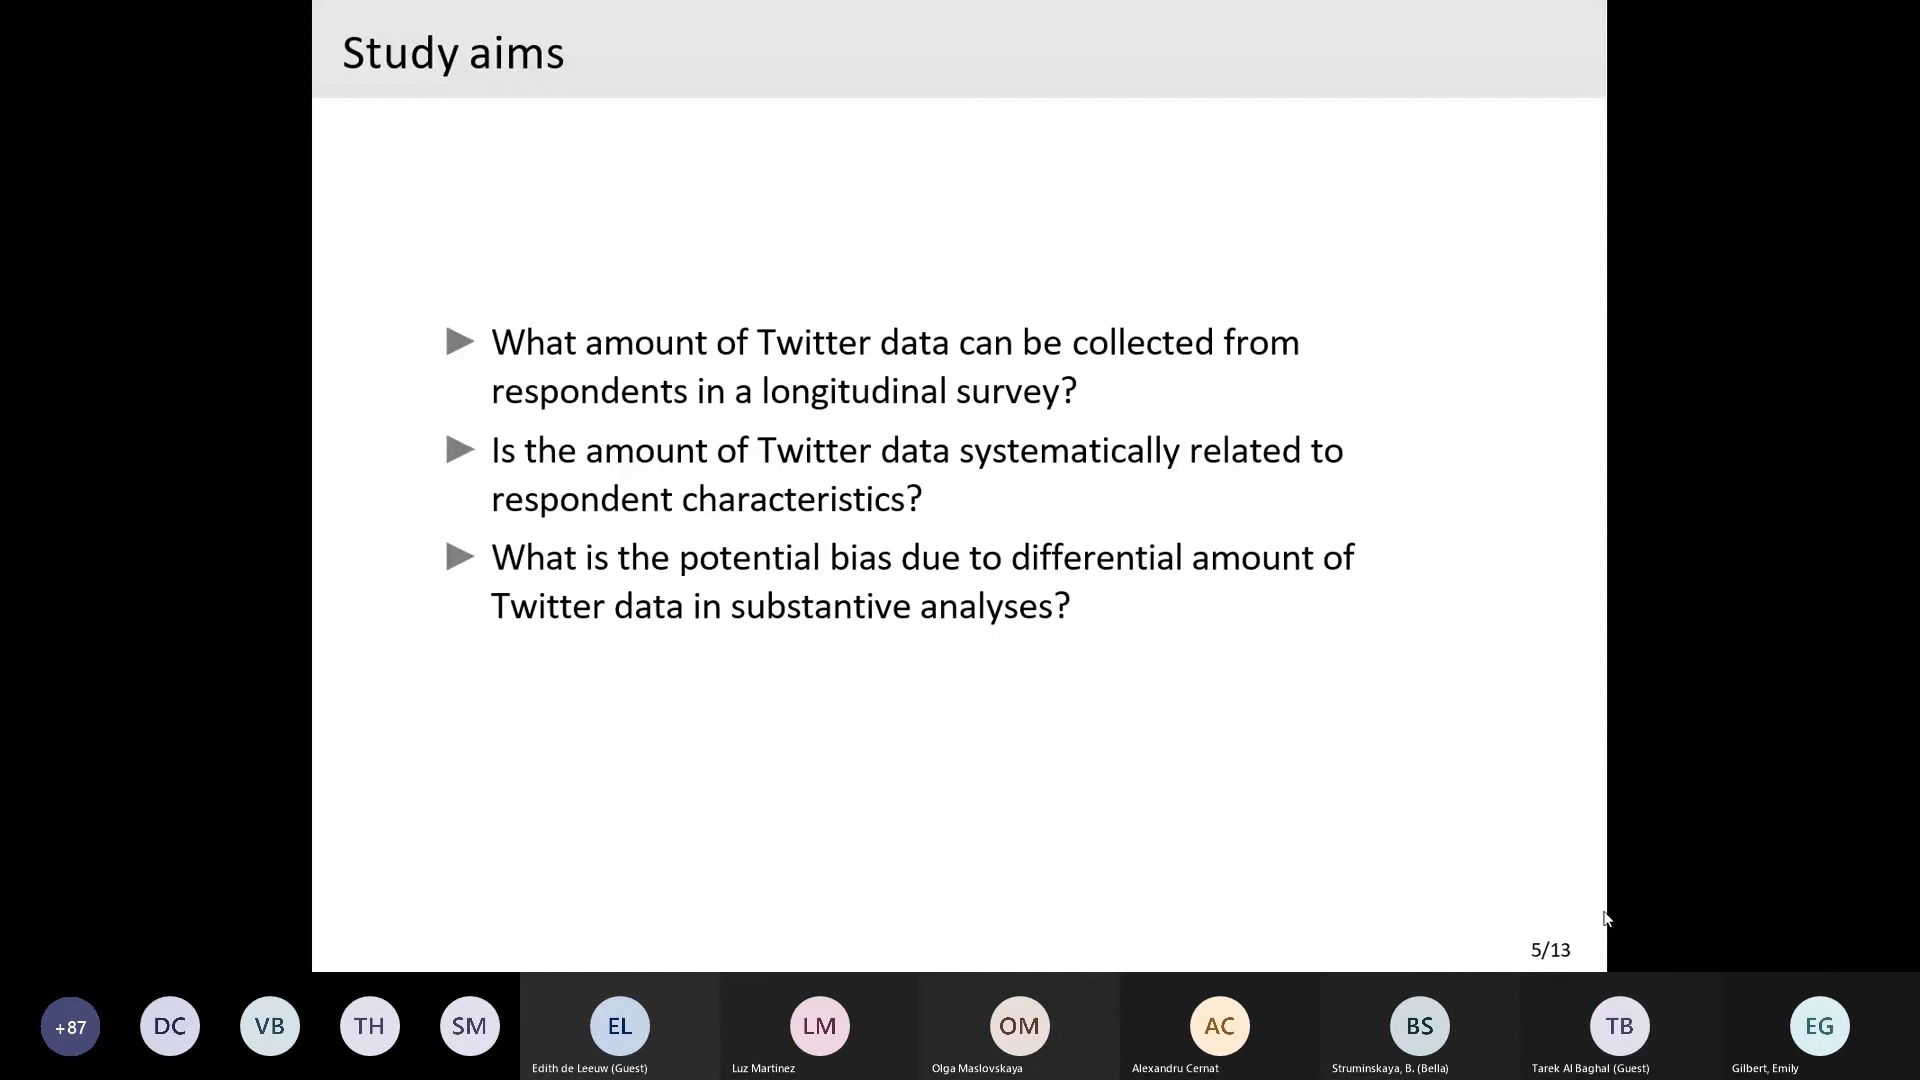 Study aims
What amount of Twitter data can be collected from
respondents in a longitudinal survey?
Is the amount of Twitter data systematically related to
respondent characteristics?
What is the potential bias due to differential amount of
Twitter data in substantive analyses?
5/13
+87
DC
VB
TH
SM
EL
LM
OM
AC
BS
TB
EG
Edith de Leeuw (Guest)
Luz Martinez
Olga Maslovskaya
Alexandru Cernat
Struminskaya, B. (Bella)
Tarek Al Baghal (Guest)
Gilbert, Emily